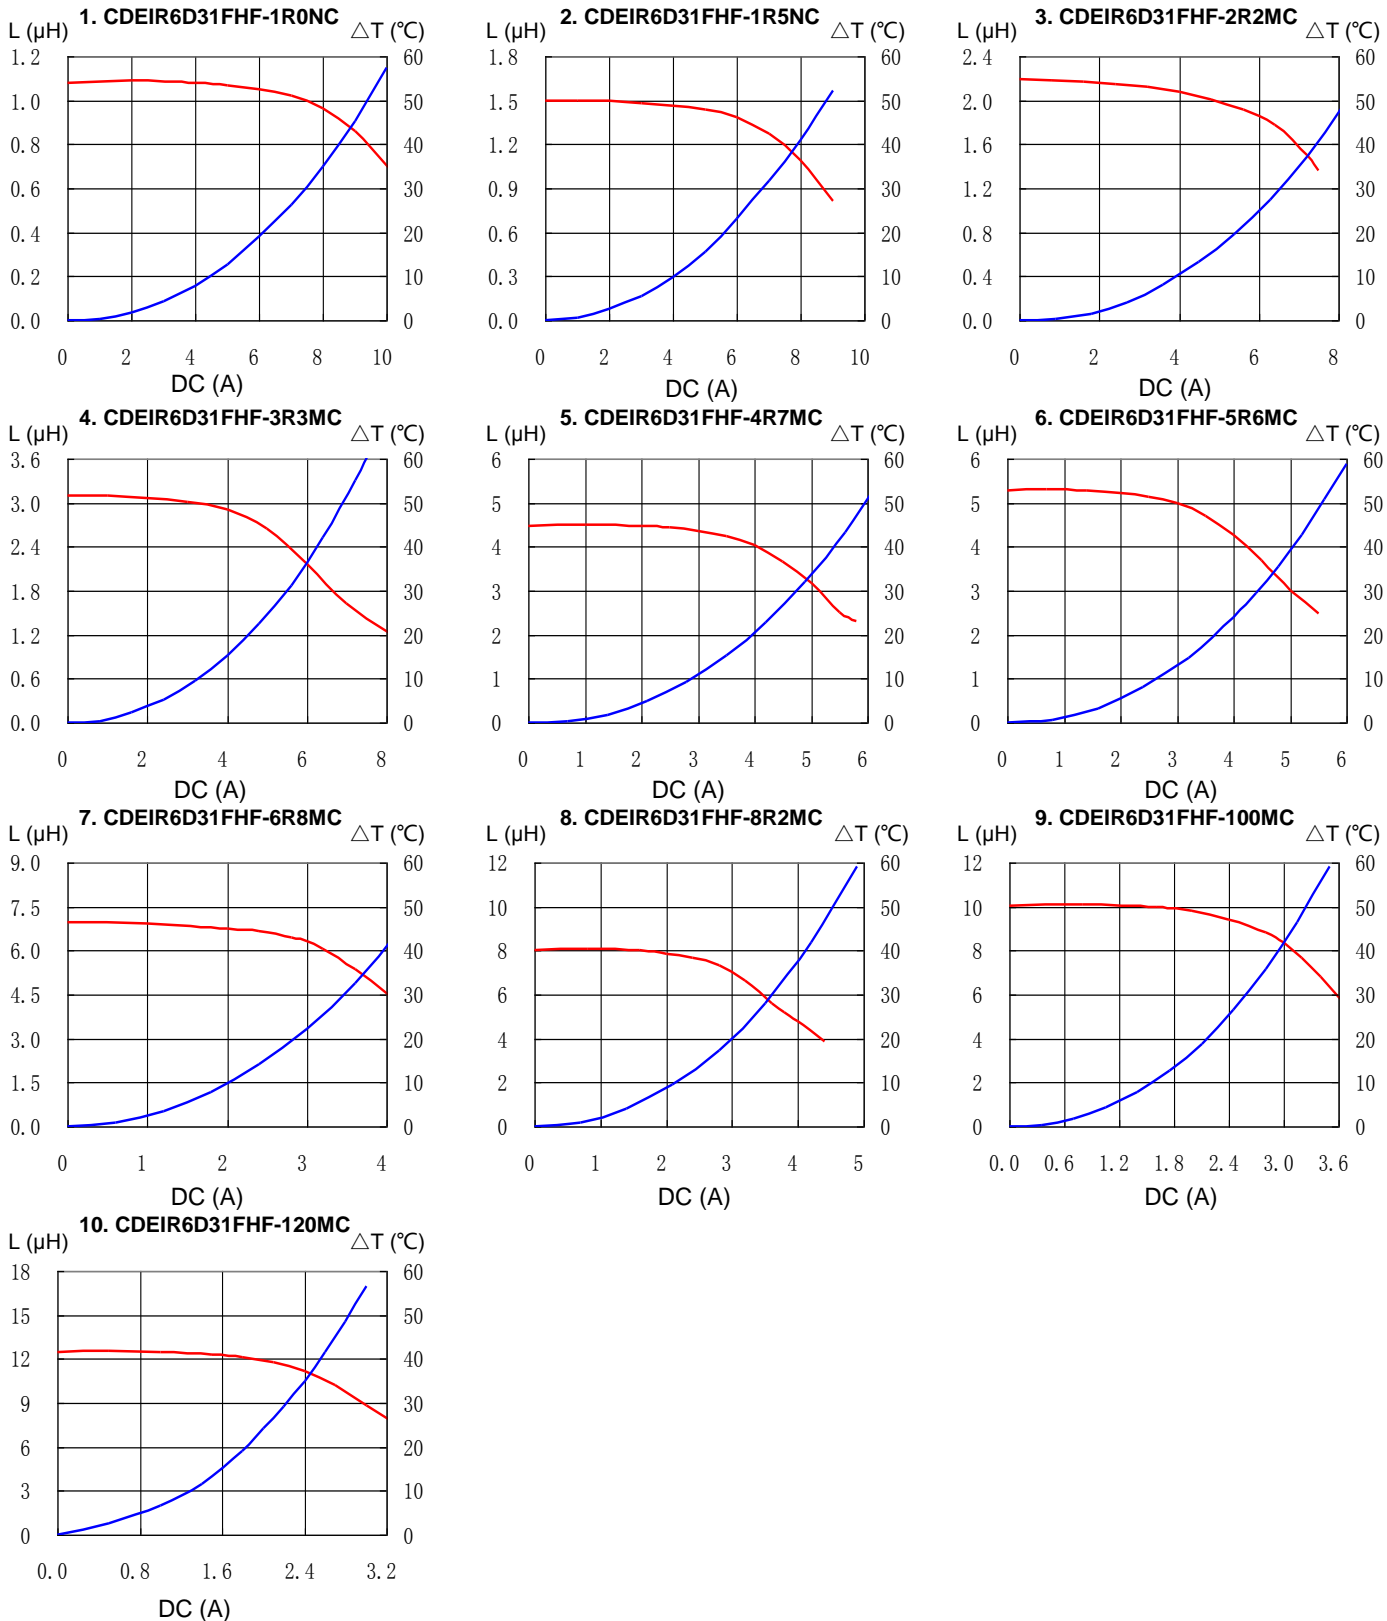 1. CDEIR6D31FHF-1R0NC
L (µH) △T (℃)
1.2 60
1.0 50
0.8 40
0.6 30
0.4 20
0.2 10
0.0 0
0 2 4 6 8 10
DC (A)
2. CDEIR6D31FHF-1R5NC
L (µH) △T (℃)
1.8 60
1.5 50
1.2 40
0.9 30
0.6 20
0.3 10
0.0 0
0 2 4 6 8 10
DC (A)
3. CDEIR6D31FHF-2R2MC
L (µH) △T (℃)
2.4 60
2.0 50
1.6 40
1.2 30
0.8 20
0.4 10
0.0 0
0 2 4 6 8
DC (A)
4. CDEIR6D31FHF-3R3MC
L (µH) △T (℃)
3.6 60
3.0 50
2.4 40
1.8 30
1.2 20
0.6 10
0.0 0
0 2 4 6 8
DC (A)
5. CDEIR6D31FHF-4R7MC
L (µH) △T (℃)
6 60
5 50
4 40
3 30
2 20
1 10
0 0
0 1 2 3 4 5 6
DC (A)
6. CDEIR6D31FHF-5R6MC
L (µH) △T (℃)
6 60
5 50
4 40
3 30
2 20
1 10
0 0
0 1 2 3 4 5 6
DC (A)
7. CDEIR6D31FHF-6R8MC
L (µH) △T (℃)
9.0 60
7.5 50
6.0 40
4.5 30
3.0 20
1.5 10
0.0 0
0 1 2 3 4
DC (A)
8. CDEIR6D31FHF-8R2MC
L (µH) △T (℃)
12 60
10 50
8 40
6 30
4 20
2 10
0 0
0 1 2 3 4 5
DC (A)
9. CDEIR6D31FHF-100MC
L (µH) △T (℃)
12 60
10 50
8 40
6 30
4 20
2 10
0 0
0.0 0.6 1.2 1.8 2.4 3.0 3.6
DC (A)
10. CDEIR6D31FHF-120MC
L (µH) △T (℃)
18 60
15 50
12 40
9 30
6 20
3 10
0 0
0.0 0.8 1.6 2.4 3.2
DC (A)